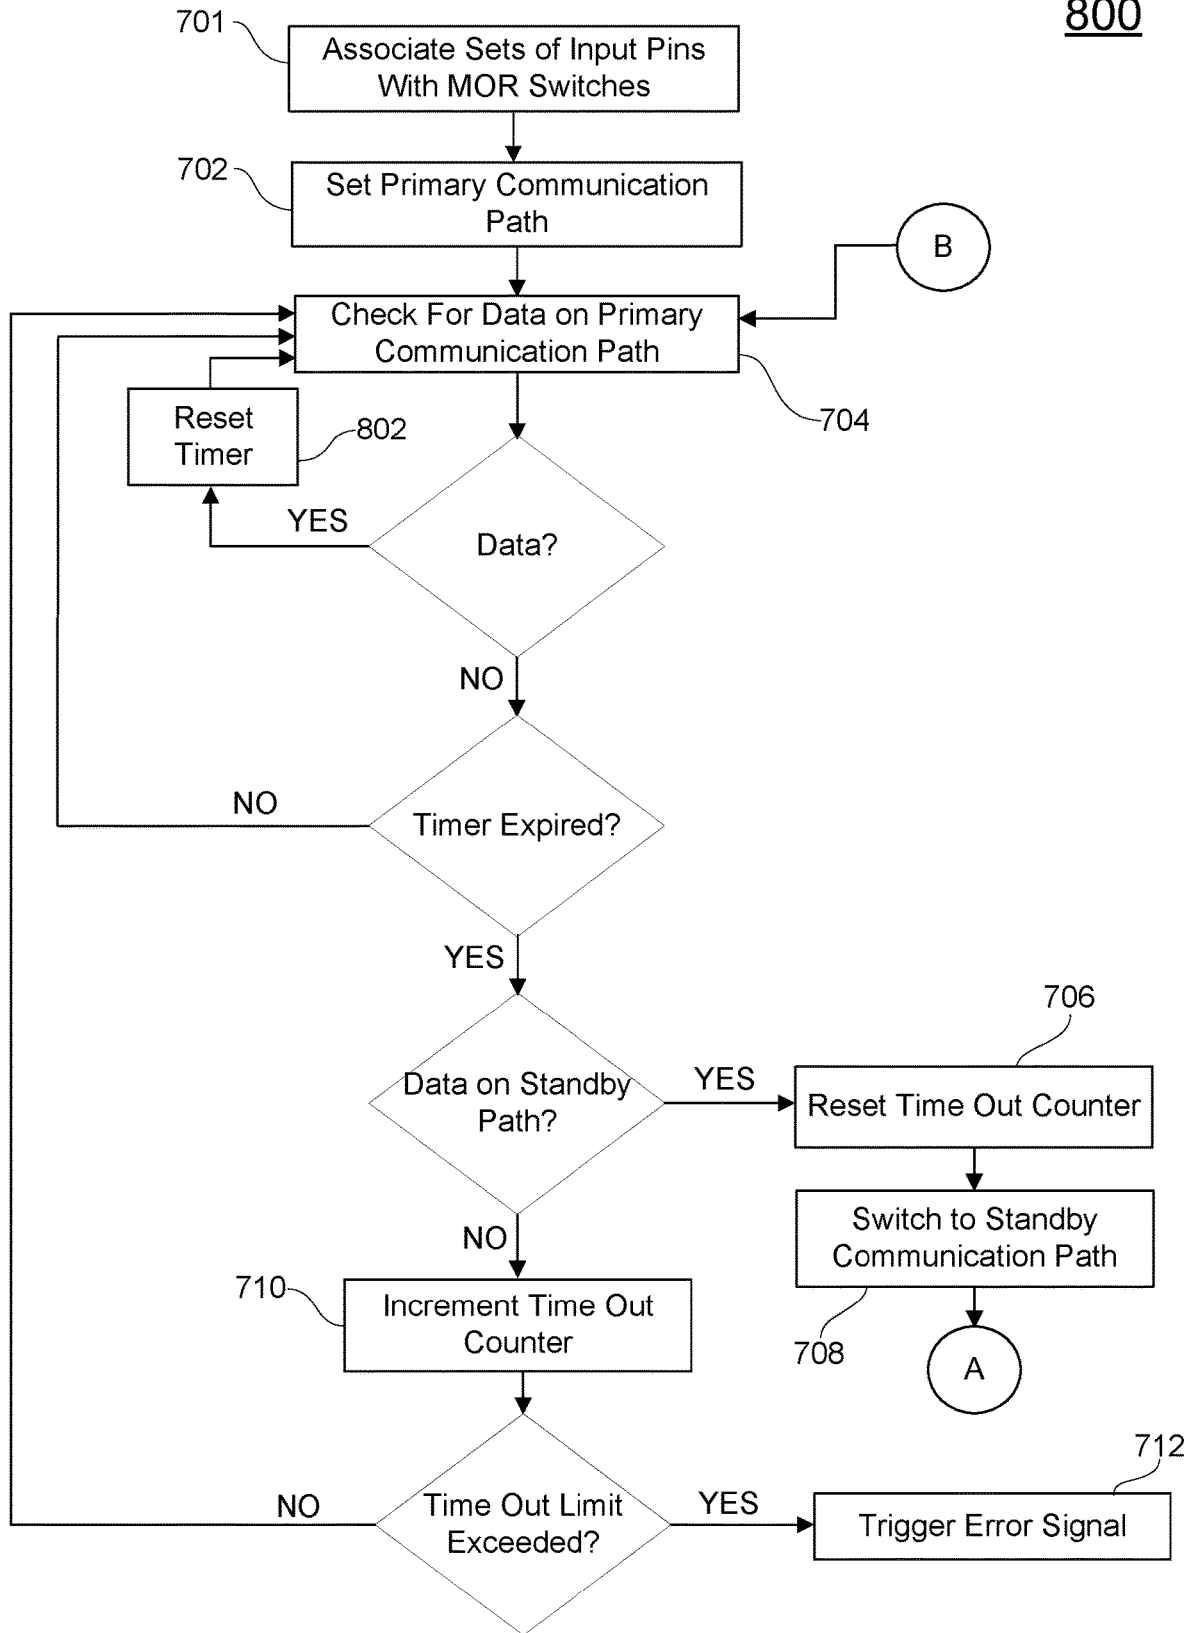 800
701
Associate Sets of Input Pins
With MOR Switches
702
Set Primary Communication
Path
B
Check For Data on Primary
Communication Path
704
Reset
Timer
802
YES
Data?
NO
NO
Timer Expired?
YES
706
Data on Standby
Path?
YES
Reset Time Out Counter
Switch to Standby
Communication Path
NO
710
Increment Time Out
Counter
708
A
712
NO
Time Out Limit
Exceeded?
YES
Trigger Error Signal